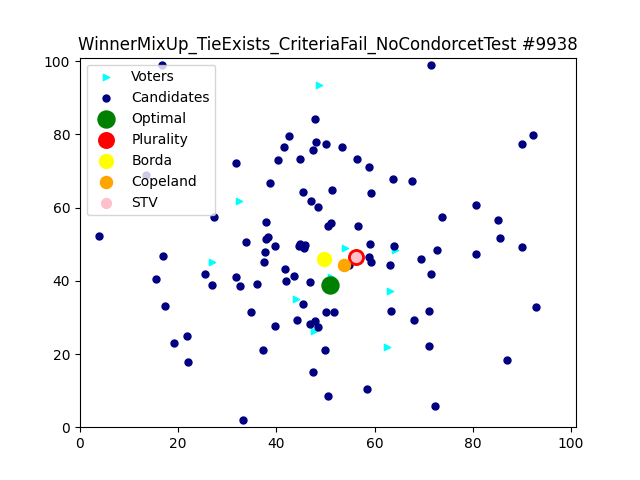 WinnerMixUp_TieExists_CriteriaFail_NoCondorcetTest #9938
100
80
60
40
20
0
0 20 40 60 80 100
Voters
Candidates
Optimal
Plurality
Borda
Copeland
STV